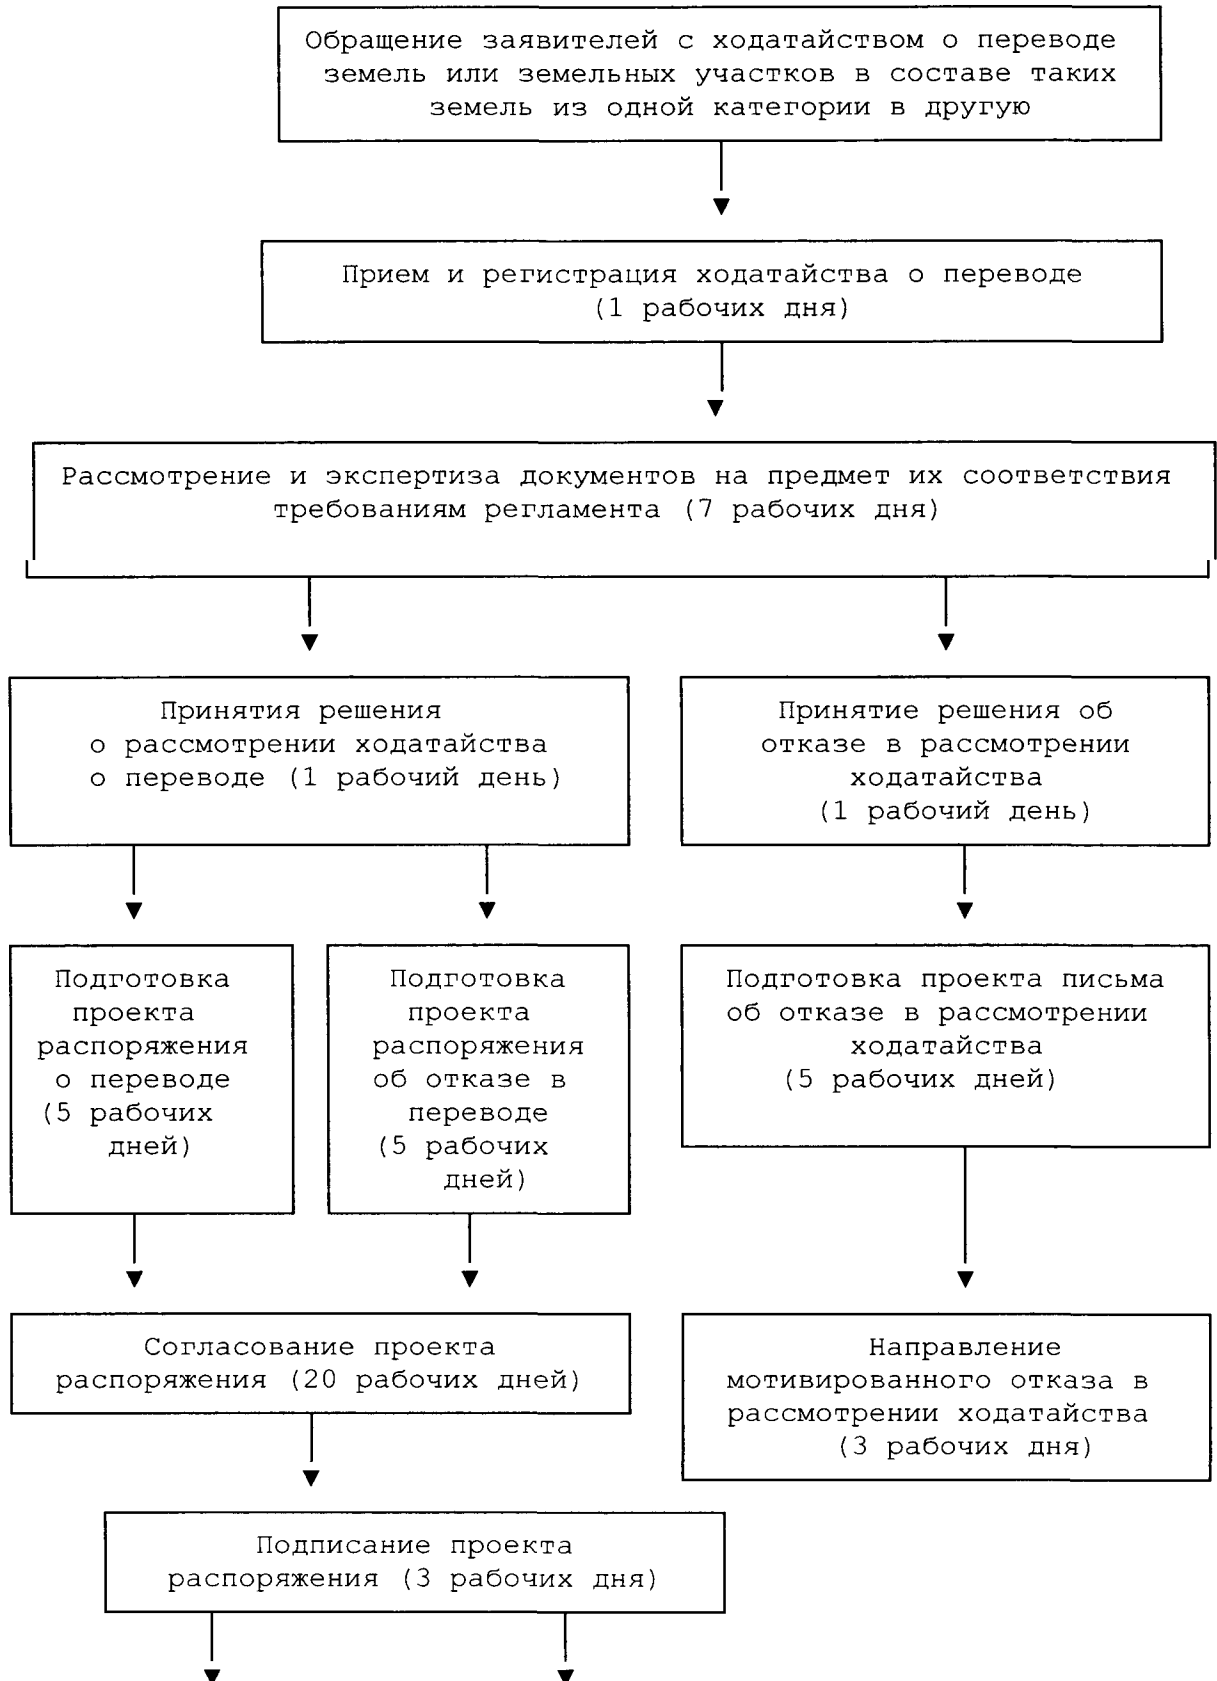 Обращение заявителей с ходатайством о переводе
земель или земельных участков в составе таких
земель из одной категории в другую
Прием и регистрация ходатайства о переводе
(1 рабочих дня)
Рассмотрение и экспертиза документов на предмет их соответствия
требованиям регламента (7 рабочих дня)
Принятия решения
о рассмотрении ходатайства
о переводе (1 рабочий день)
Принятие решения об
отказе в рассмотрении
ходатайства
(1 рабочий день)
Подготовка
проекта
распоряжения
о переводе
(5 рабочих
дней)
Подготовка
проекта
распоряжения
об отказе в
переводе
(5 рабочих
дней)
Подготовка проекта письма
об отказе в рассмотрении
ходатайства
(5 рабочих дней)
Согласование проекта
распоряжения (20 рабочих дней)
Направление
мотивированного отказа в
рассмотрении ходатайства
(3 рабочих дня)
Подписание проекта
распоряжения (3 рабочих дня)